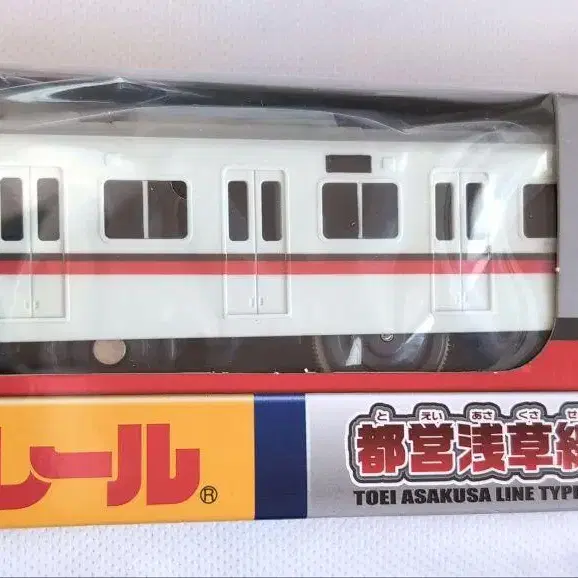 レール®
と えい あさ くさ せ
都営浅草線
TOEI ASAKUSA LINE TYPE